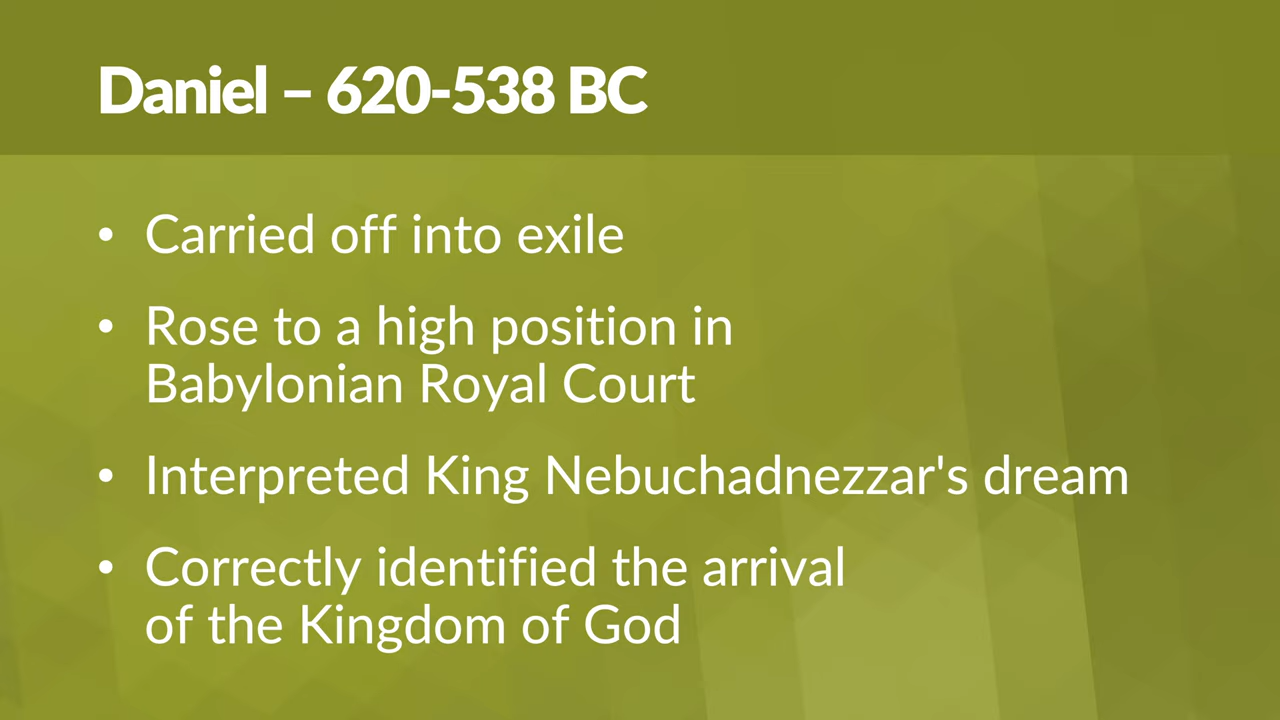 Daniel – 620-538 BC
• Carried off into exile
• Rose to a high position in
Babylonian Royal Court
• Interpreted King Nebuchadnezzar's dream
• Correctly identified the arrival
of the Kingdom of God